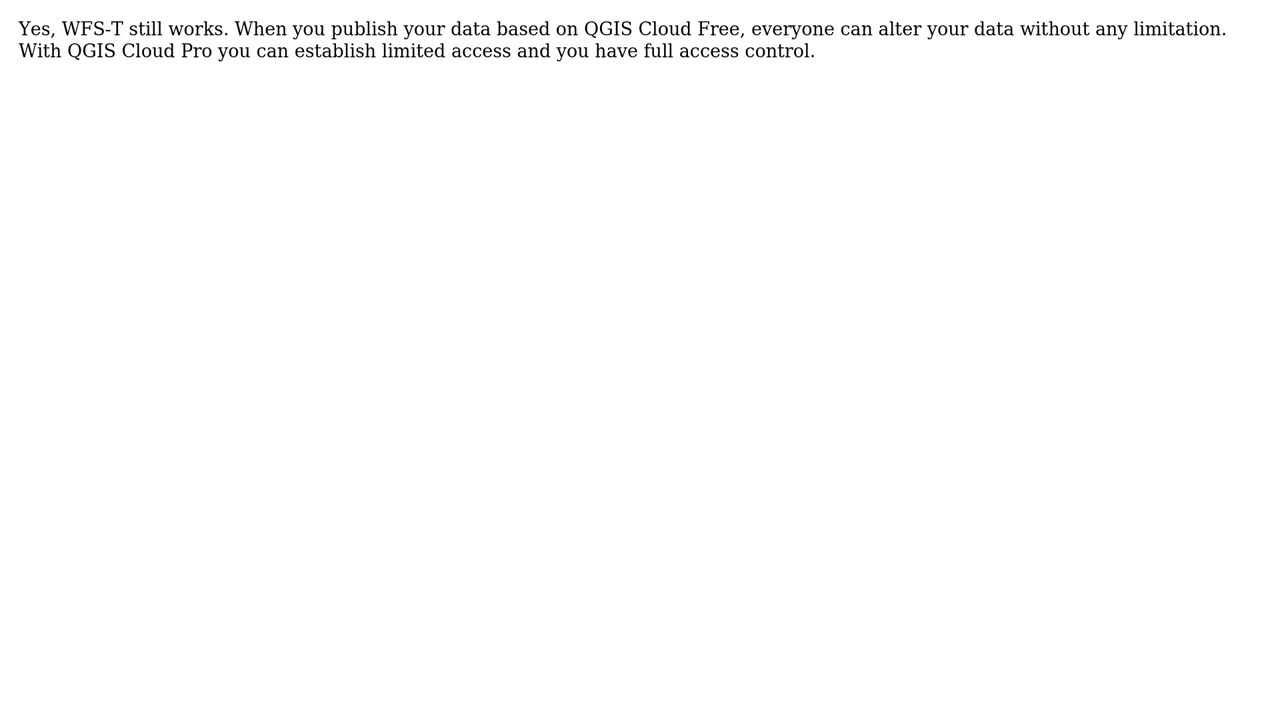 Yes, WFS-T still works. When you publish your data based on QGIS Cloud Free, everyone can alter your data without any limitation.
With QGIS Cloud Pro you can establish limited access and you have full access control.